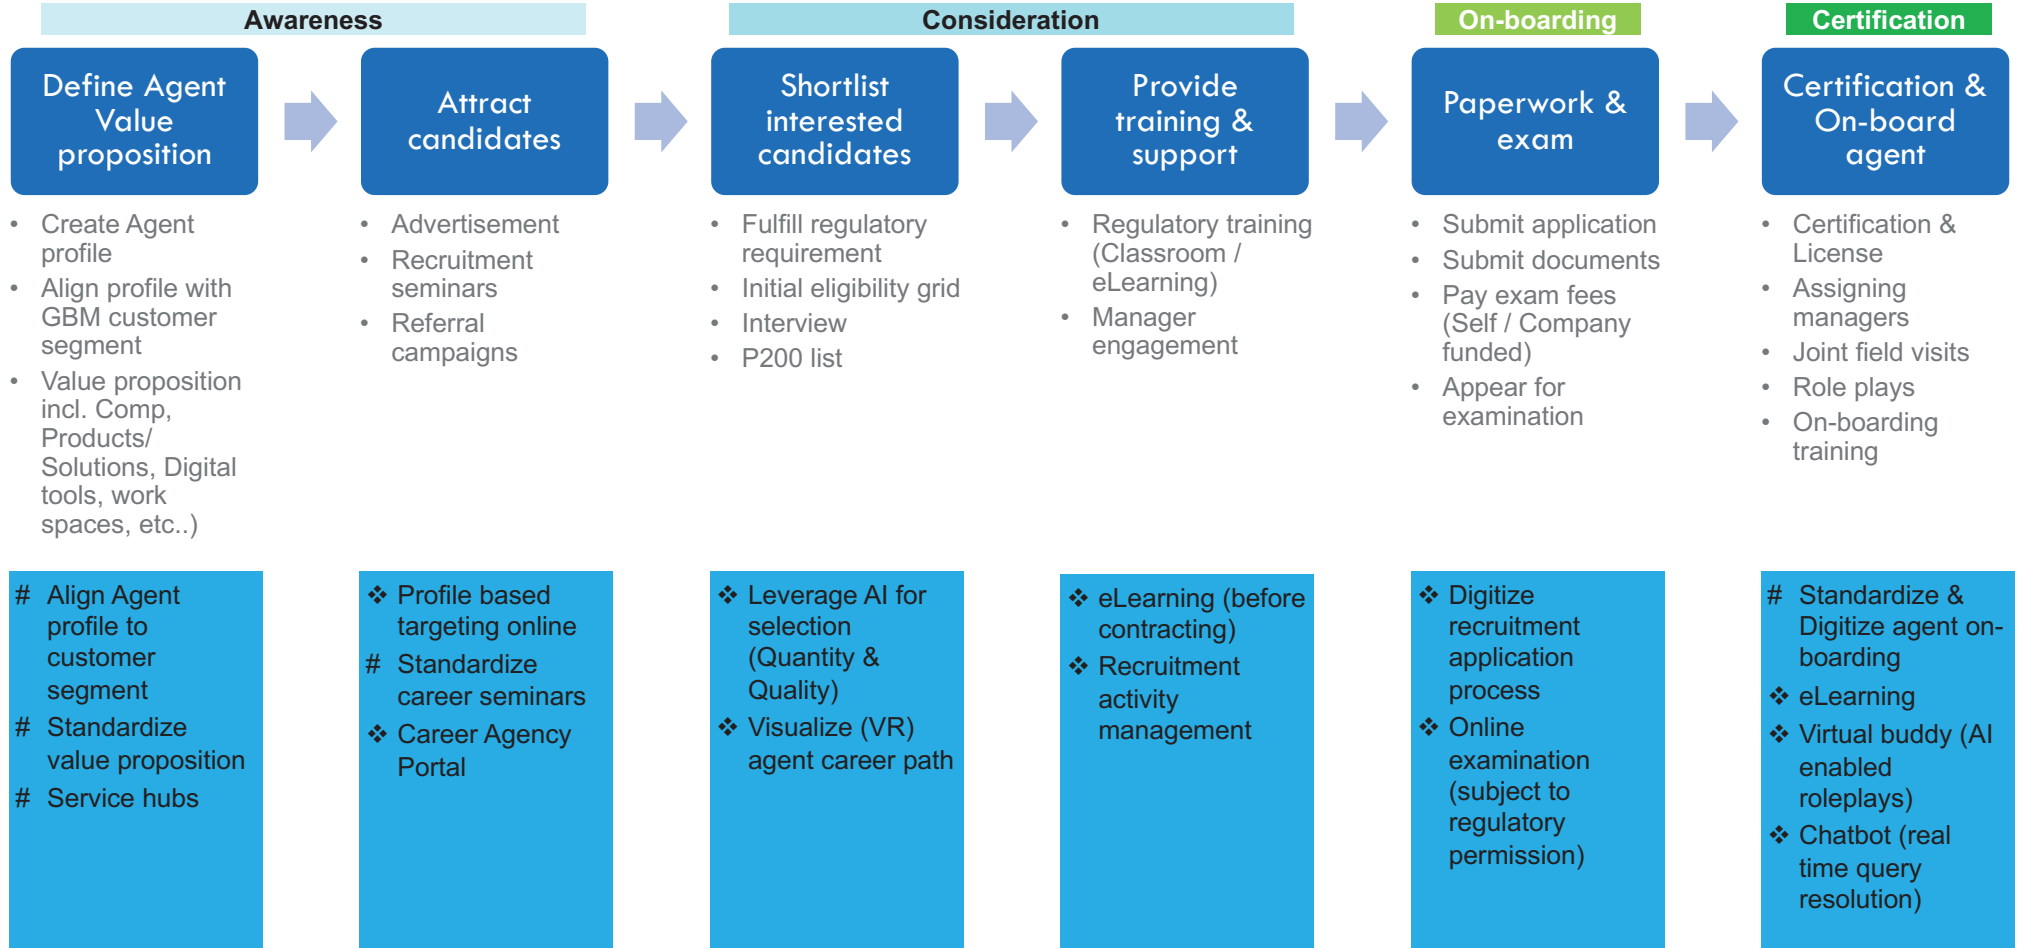 Awareness
Consideration
On-boarding
Certification
Define Agent
Value
proposition
Attract
candidates
Shortlist
interested
candidates
Provide
training &
support
Paperwork &
exam
Certification &
On-board
agent
• Create Agent
profile
• Align profile with
GBM customer
segment
• Value proposition
incl. Comp,
Products/
Solutions, Digital
tools, work
spaces, etc..)
• Advertisement
• Recruitment
seminars
• Referral
campaigns
• Fulfill regulatory
requirement
• Initial eligibility grid
• Interview
• P200 list
• Regulatory training
(Classroom /
eLearning)
• Manager
engagement
• Submit application
• Submit documents
• Pay exam fees
(Self / Company
funded)
• Appear for
examination
• Certification &
License
• Assigning
managers
• Joint field visits
• Role plays
• On-boarding
training
# Align Agent
profile to
customer
segment
# Standardize
value proposition
# Service hubs
❖ Profile based
targeting online
# Standardize
career seminars
❖ Career Agency
Portal
❖ Leverage AI for
selection
(Quantity &
Quality)
❖ Visualize (VR)
agent career path
❖ eLearning (before
contracting)
❖ Recruitment
activity
management
❖ Digitize
recruitment
application
process
❖ Online
examination
(subject to
regulatory
permission)
# Standardize &
Digitize agent on-
boarding
❖ eLearning
❖ Virtual buddy (AI
enabled
roleplays)
❖ Chatbot (real
time query
resolution)